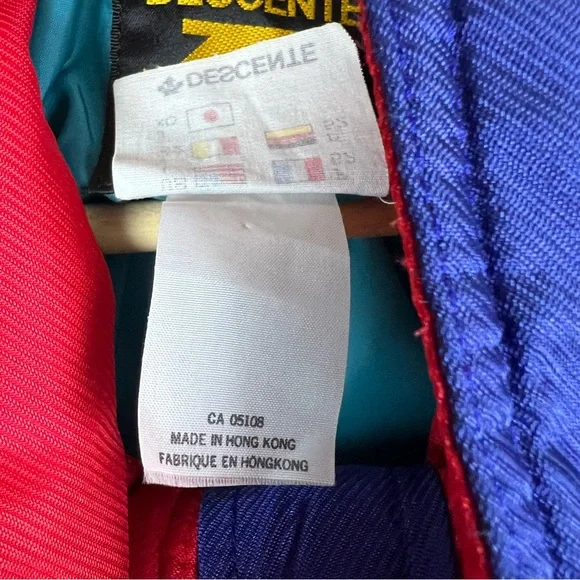 DESCENTE
DESCENTE
CA 05108
MADE IN HONG KONG
FABRIQUE EN HONGKONG